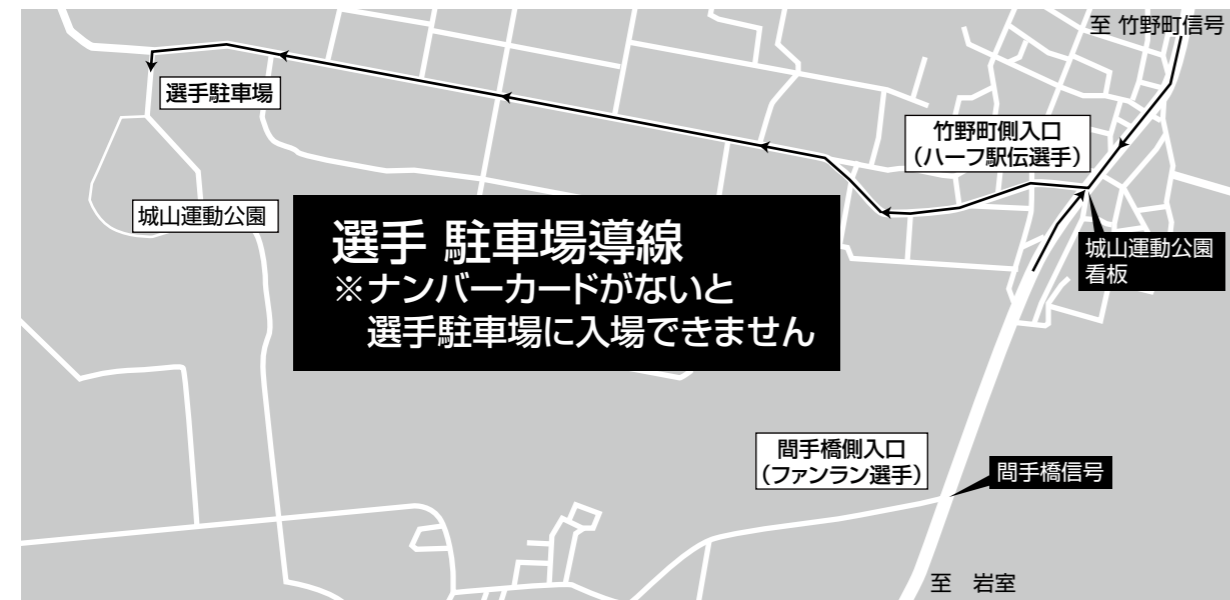 至 竹野町信号
選手駐車場
竹野町側入口
（ハーフ駅伝選手）
城山運動公園
選手 駐車場導線
※ナンバーカードがないと
選手駐車場に入場できません
城山運動公園
看板
間手橋側入口
（ファンラン選手）
間手橋信号
至 岩室